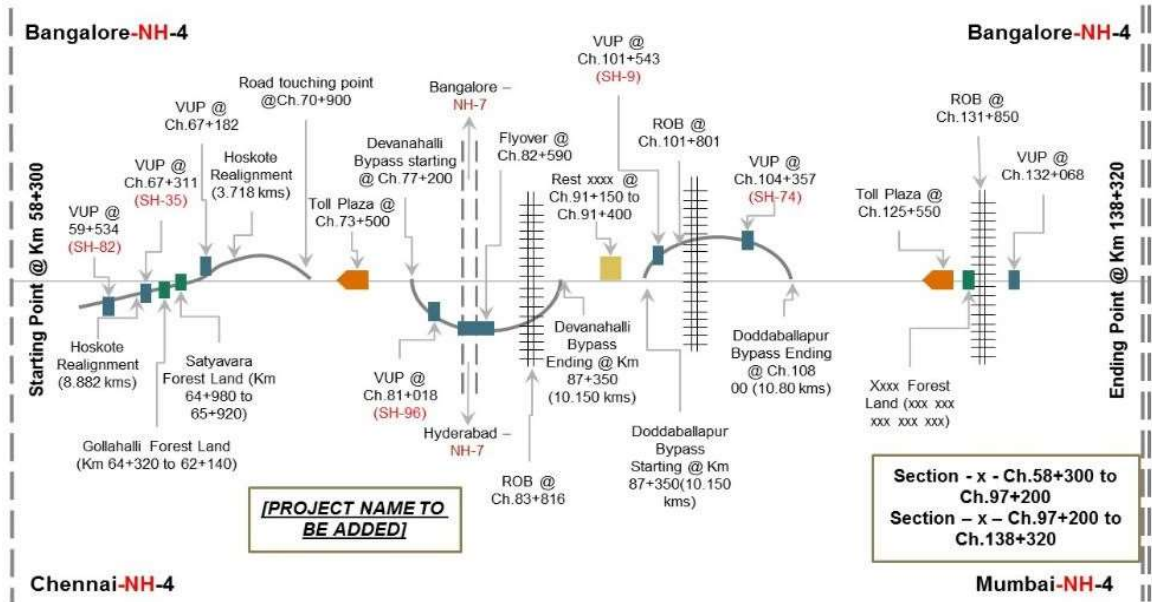 Bangalore-NH-4
Bangalore-NH-4
Starting Point @ Km 58+300
VUP @
59+534
(SH-82)
VUP @
Ch.67+311
(SH-35)
VUP @
Ch.67+182
Hoskote
Realignment
(3.718 kms)
Road touching point
@Ch.70+900
Toll Plaza @
Ch.73+500
Devanahalli
Bypass starting
@ Ch.77+200
Bangalore –
NH-7
Flyover @
Ch.82+590
Rest xxxx @
Ch.91+150 to
Ch.91+400
VUP @
Ch.101+543
(SH-9)
ROB @
Ch.101+801
VUP @
Ch.104+357
(SH-74)
Toll Plaza @
Ch.125+550
ROB @
Ch.131+850
VUP @
Ch.132+068
Ending Point @ Km 138+320
Hoskote
Realignment
(8.882 kms)
Satyavara
Forest Land (Km
64+980 to
65+920)
Gollahalli Forest Land
(Km 64+320 to 62+140)
VUP @
Ch.81+018
(SH-96)
Hyderabad –
NH-7
ROB @
Ch.83+816
Devanahalli
Bypass
Ending @ Km
87+350
(10.150 kms)
Doddaballapur
Bypass
Starting @ Km
87+350(10.150
kms)
Doddaballapur
Bypass Ending
@ Ch.108
00 (10.80 kms)
Xxxx Forest
Land (xxx xxx
xxx xxx xxx)
[PROJECT NAME TO
BE ADDED]
Section - x - Ch.58+300 to
Ch.97+200
Section – x – Ch.97+200 to
Ch.138+320
Chennai-NH-4
Mumbai-NH-4